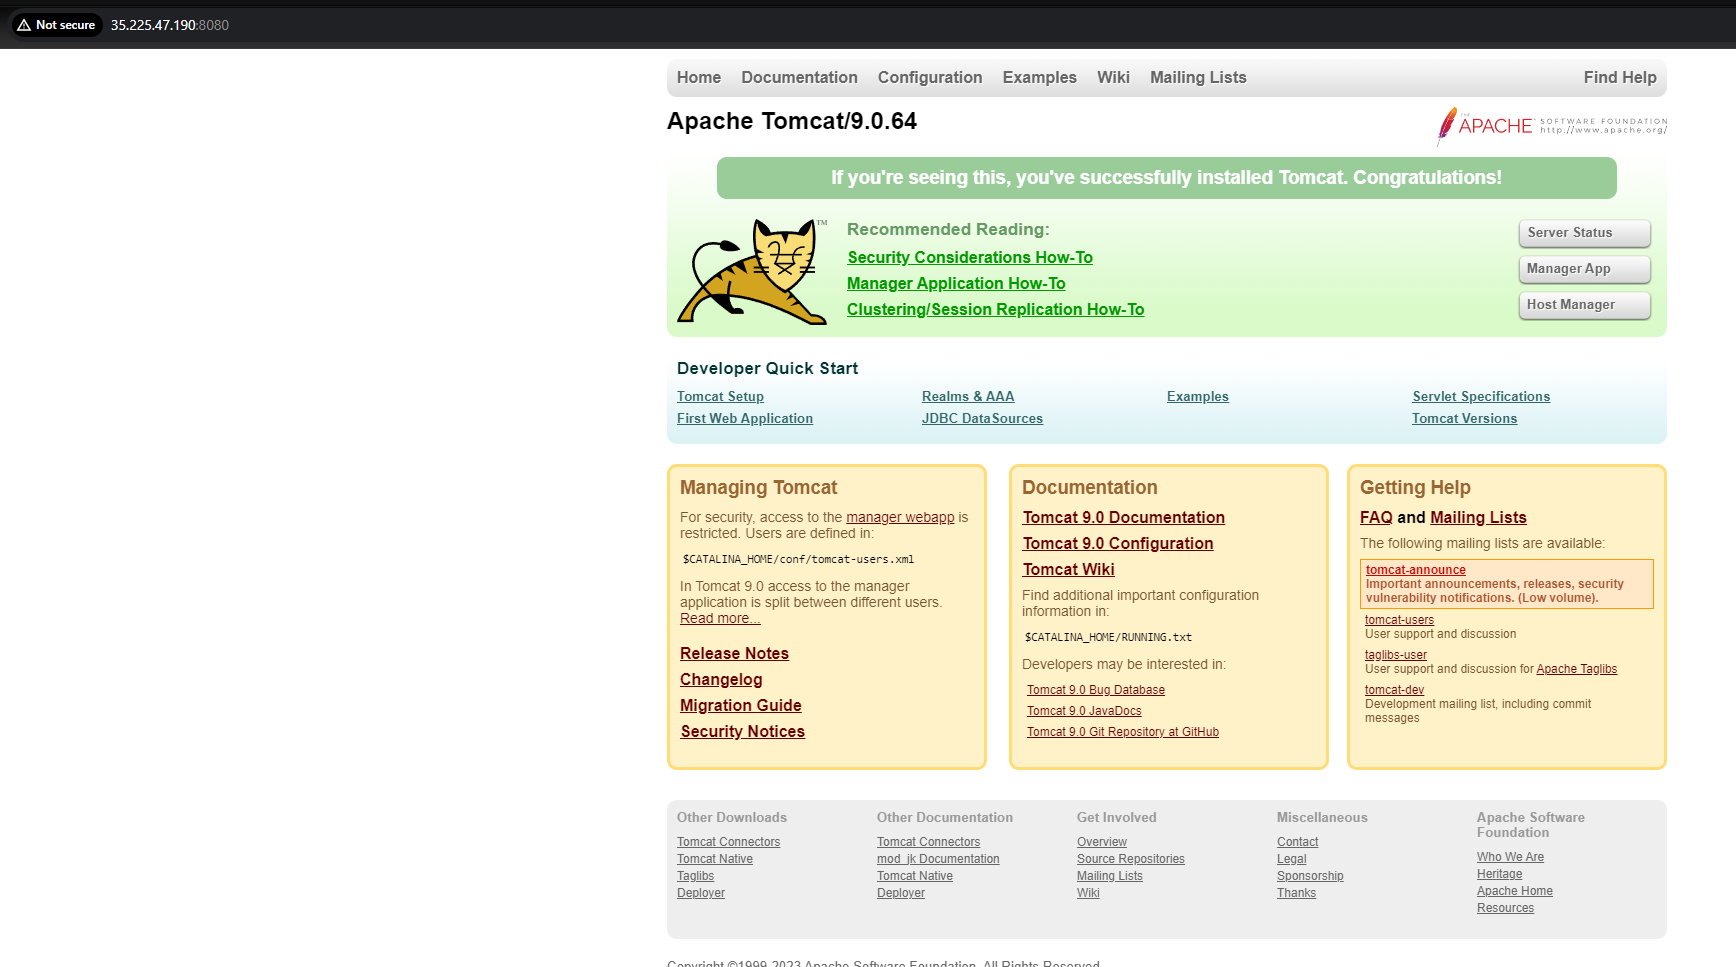 Not secure 35.225.47.190:8080
Home Documentation Configuration Examples Wiki Mailing Lists Find Help
Apache Tomcat/9.0.64
THE APACHE™ SOFTWARE FOUNDATION
http://www.apache.org/
If you're seeing this, you've successfully installed Tomcat. Congratulations!
TM
Recommended Reading:
Security Considerations How-To
Manager Application How-To
Clustering/Session Replication How-To
Server Status
Manager App
Host Manager
Developer Quick Start
Tomcat Setup
First Web Application
Realms & AAA
JDBC DataSources
Examples
Servlet Specifications
Tomcat Versions
Managing Tomcat
For security, access to the manager webapp is
restricted. Users are defined in:
$CATALINA_HOME/conf/tomcat-users.xml
In Tomcat 9.0 access to the manager
application is split between different users.
Read more...
Release Notes
Changelog
Migration Guide
Security Notices
Documentation
Tomcat 9.0 Documentation
Tomcat 9.0 Configuration
Tomcat Wiki
Find additional important configuration
information in:
$CATALINA_HOME/RUNNING.txt
Developers may be interested in:
Tomcat 9.0 Bug Database
Tomcat 9.0 JavaDocs
Tomcat 9.0 Git Repository at GitHub
Getting Help
FAQ and Mailing Lists
The following mailing lists are available:
tomcat-announce
Important announcements, releases, security
vulnerability notifications. (Low volume).
tomcat-users
User support and discussion
taglibs-user
User support and discussion for Apache Taglibs
tomcat-dev
Development mailing list, including commit
messages
Other Downloads
Tomcat Connectors
Tomcat Native
Taglibs
Deployer
Other Documentation
Tomcat Connectors
mod_jk Documentation
Tomcat Native
Deployer
Get Involved
Overview
Source Repositories
Mailing Lists
Wiki
Miscellaneous
Contact
Legal
Sponsorship
Thanks
Apache Software
Foundation
Who We Are
Heritage
Apache Home
Resources
Copyright ©1999-2023 Apache Software Foundation. All Rights Reserved